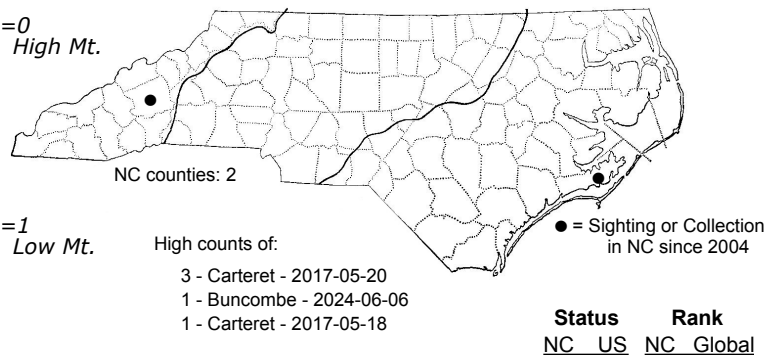 =0
High Mt.
NC counties: 2
=1
Low Mt.
High counts of:
3 - Carteret - 2017-05-20
1 - Buncombe - 2024-06-06
1 - Carteret - 2017-05-18
● = Sighting or Collection
in NC since 2004
Status Rank
NC US NC Global